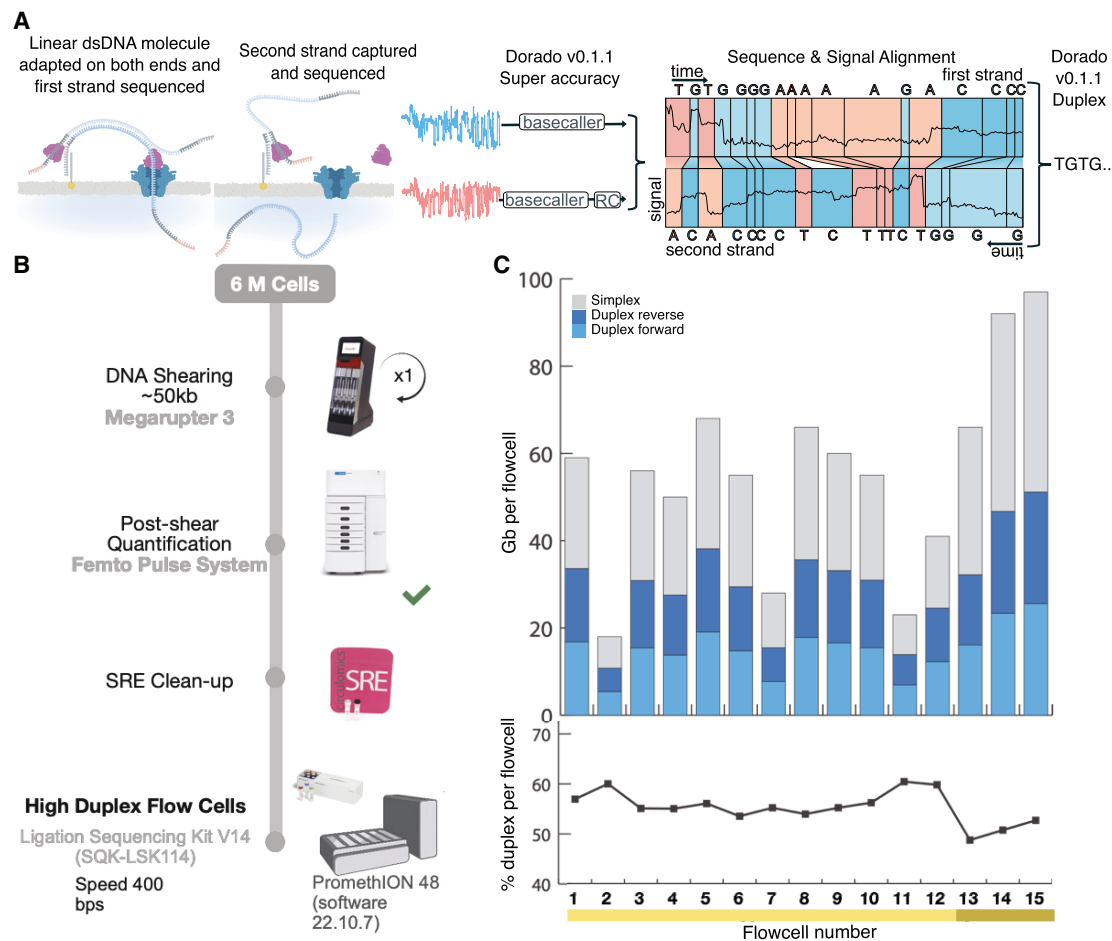 A
Linear dsDNA molecule
adapted on both ends and
first strand sequenced
Second strand captured
and sequenced
Dorado v0.1.1
Super accuracy
basecaller
basecaller
RC
Sequence & Signal Alignment
time
first strand
T G T G G G G A A A A A G A C C C C
signal
A C A C C C C T C T T T C T G G G G
second strand
time
Dorado
v0.1.1
Duplex
TGTG..
B
6 M Cells
DNA Shearing
~50kb
Megarupter 3
x1
Post-shear
Quantification
Femto Pulse System
SRE Clean-up
circulomics
SRE
High Duplex Flow Cells
Ligation Sequencing Kit V14
(SQK-LSK114)
Speed 400
bps
PromethION 48
(software
22.10.7)
C
Gb per flowcell
100
80
60
40
20
0
Simplex
Duplex reverse
Duplex forward
% duplex per flowcell
70
60
50
40
1 2 3 4 5 6 7 8 9 10 11 12 13 14 15
Flowcell number